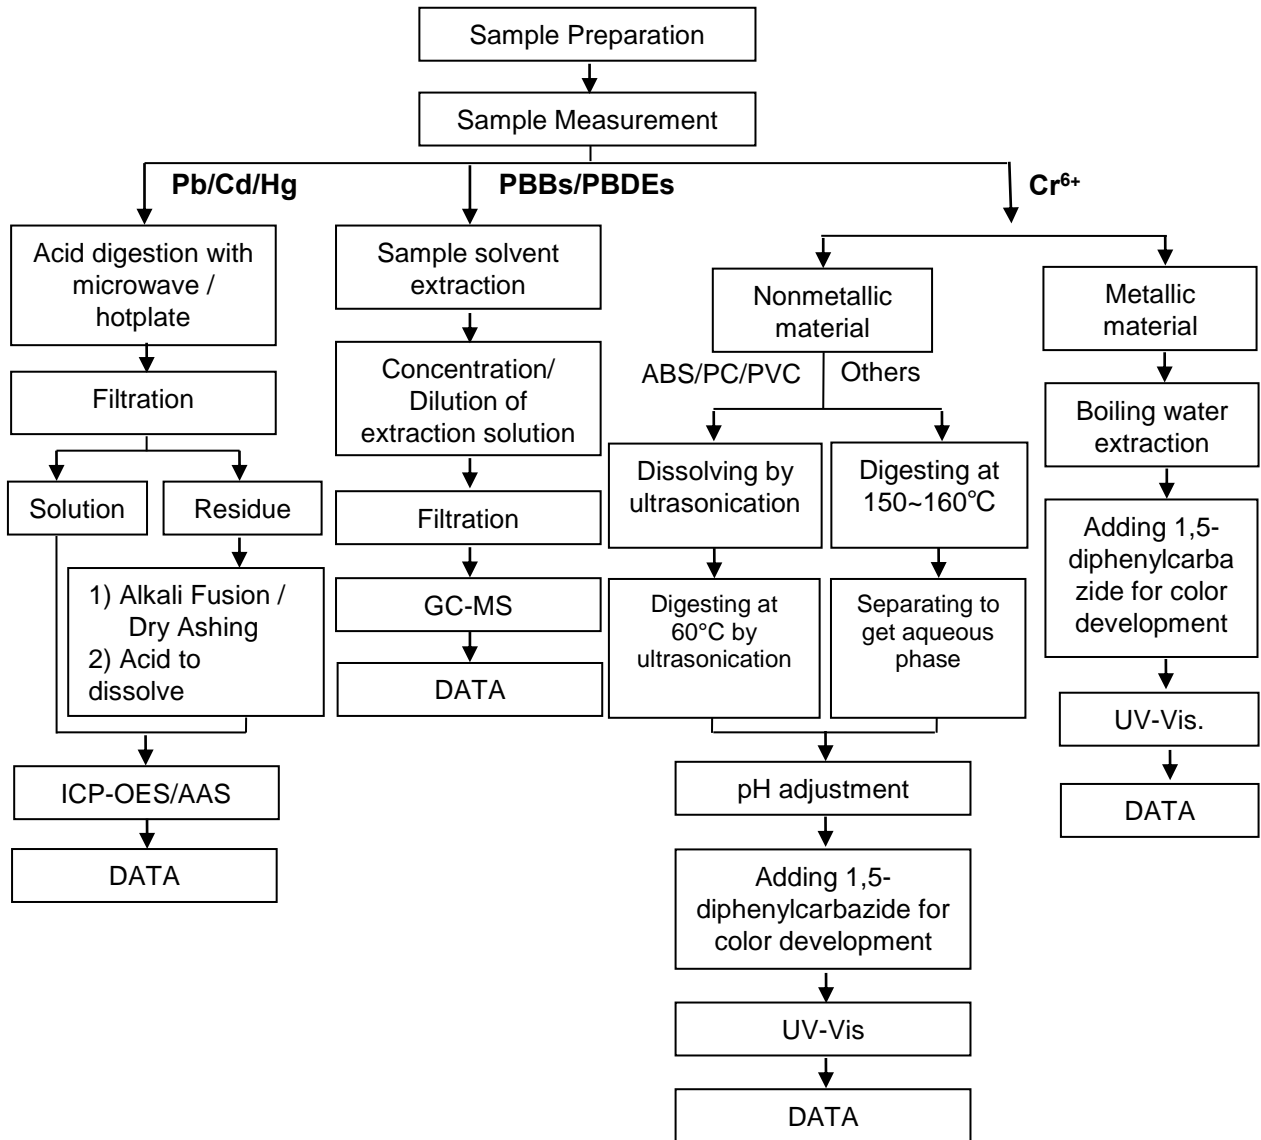 Sample Preparation
Sample Measurement
Pb/Cd/Hg
PBBs/PBDEs
Cr⁶⁺
Acid digestion with
microwave /
hotplate
Filtration
Solution
Residue
1) Alkali Fusion /
Dry Ashing
2) Acid to
dissolve
ICP-OES/AAS
DATA
Sample solvent
extraction
Concentration/
Dilution of
extraction solution
Filtration
GC-MS
DATA
Nonmetallic
material
ABS/PC/PVC
Others
Dissolving by
ultrasonication
Digesting at
60°C by
ultrasonication
Digesting at
150~160℃
Separating to
get aqueous
phase
pH adjustment
Adding 1,5-
diphenylcarbazide for
color development
UV-Vis
DATA
Metallic
material
Boiling water
extraction
Adding 1,5-
diphenylcarba
zide for color
development
UV-Vis.
DATA